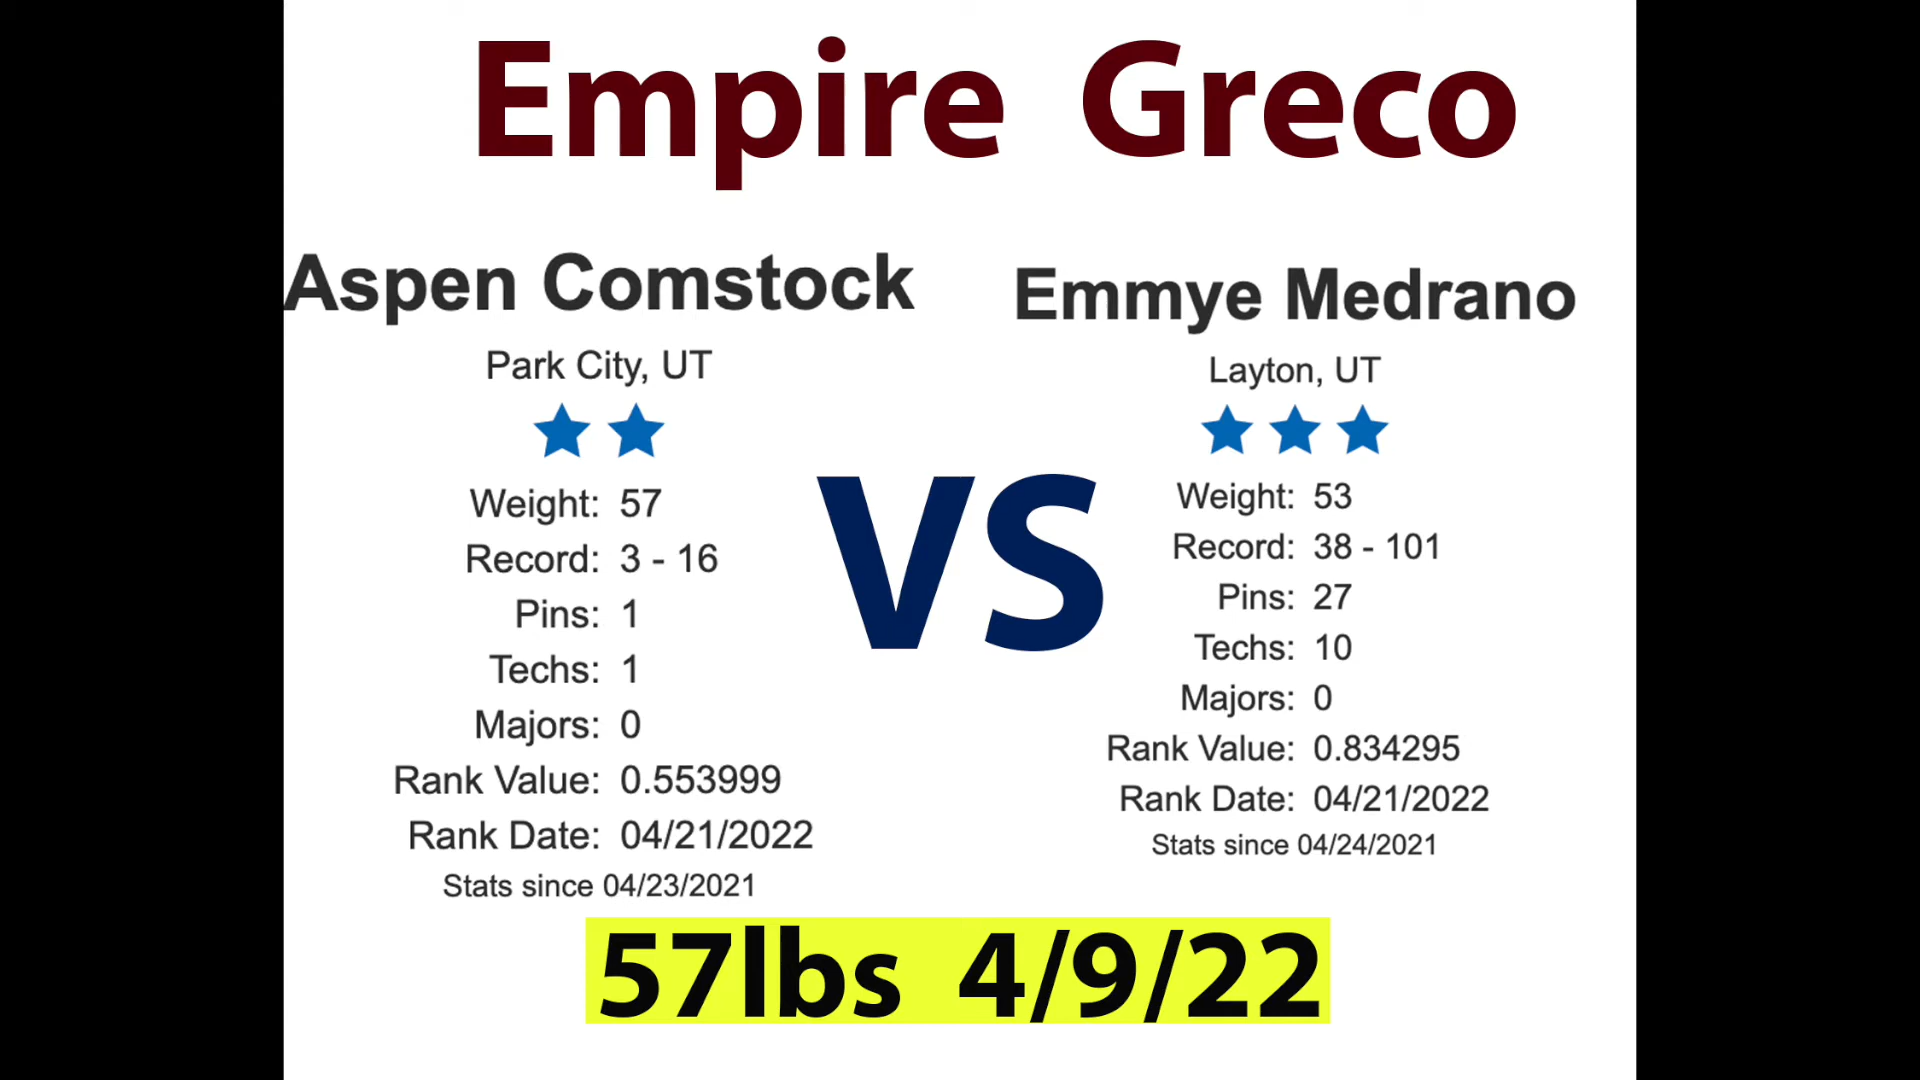 Empire Greco
Aspen Comstock
Park City, UT
Weight: 57
Record: 3 - 16
Pins: 1
Techs: 1
Majors: 0
Rank Value: 0.553999
Rank Date: 04/21/2022
Stats since 04/23/2021
VS
Emmye Medrano
Layton, UT
Weight: 53
Record: 38 - 101
Pins: 27
Techs: 10
Majors: 0
Rank Value: 0.834295
Rank Date: 04/21/2022
Stats since 04/24/2021
57lbs 4/9/22